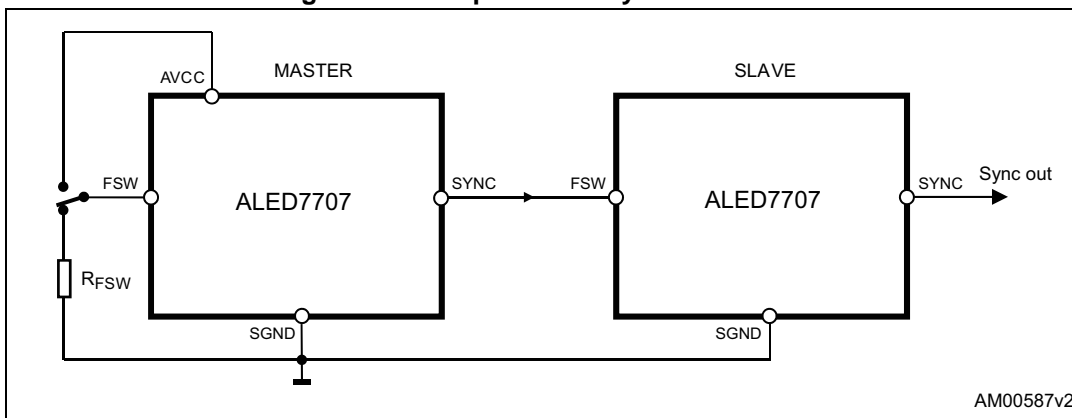 MASTER
SLAVE
AVCC
FSW
ALED7707
SYNC
FSW
ALED7707
SYNC
Sync out
RFSW
SGND
SGND
AM00587v2